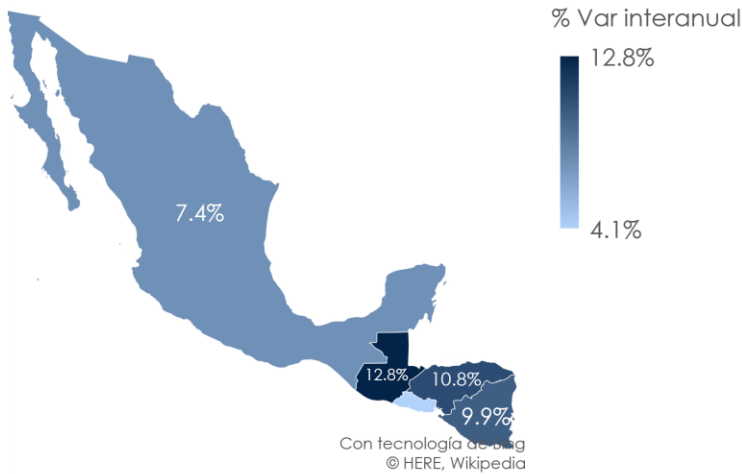 % Var interanual
12.8%
4.1%
7.4%
12.8%
10.8%
9.9%
Con tecnología de Bing
© HERE, Wikipedia